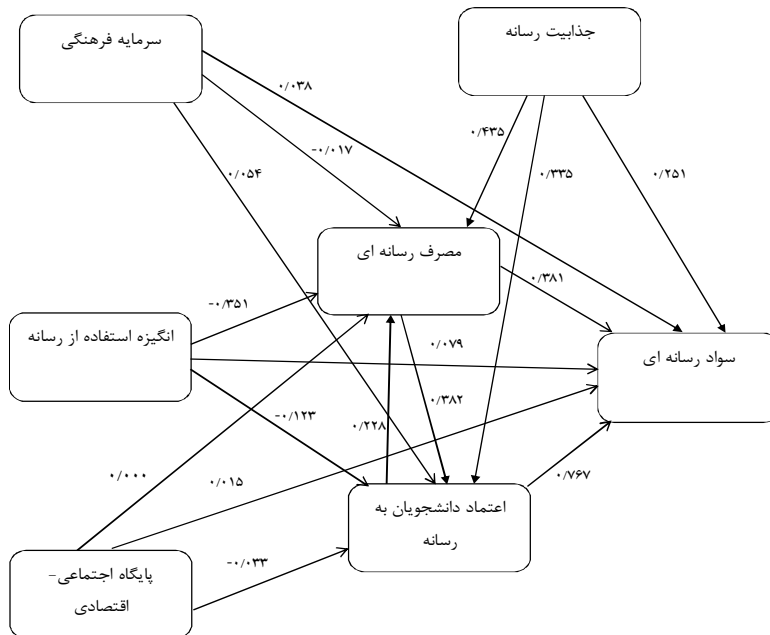 سرمایه فرهنگی
جذابیت رسانه
۰/۰۳۸
۰/۴۳۵
-۰/۰۱۷
۰/۰۵۴
۰/۳۳۵
۰/۲۵۱
مصرف رسانه ای
۰/۳۸۱
-۰/۳۵۱
انگیزه استفاده از رسانه
۰/۰۷۹
سواد رسانه ای
۰/۳۸۲
-۰/۱۲۳
۰/۲۲۸
۰/۰۰۰
۰/۰۱۵
۰/۷۶۷
اعتماد دانشجویان به
رسانه
-۰/۰۳۳
پایگاه اجتماعی-
اقتصادی